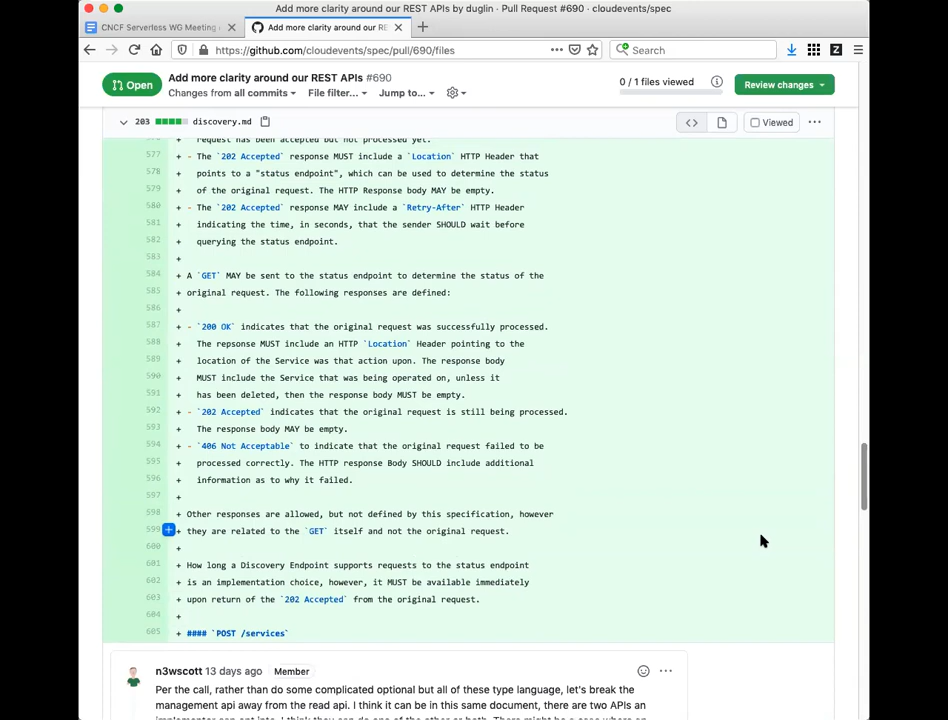 Add more clarity around our REST APIs by duglin · Pull Request #690 · cloudevents/spec
CNCF Serverless WG Meeting
Add more clarity around our RE
https://github.com/cloudevents/spec/pull/690/files
Search
Open
Add more clarity around our REST APIs #690
Changes from all commits
File filter...
Jump to...
0 / 1 files viewed
Review changes
203 discovery.md
Viewed
+ request has been accepted but not processed yet.
577 + - The `202 Accepted` response MUST include a `Location` HTTP Header that
578 + points to a "status endpoint", which can be used to determine the status
579 + of the original request. The HTTP Response body MAY be empty.
580 + - The `202 Accepted` response MAY include a `Retry-After` HTTP Header
581 + indicating the time, in seconds, that the sender SHOULD wait before
582 + querying the status endpoint.
583 +
584 + A `GET` MAY be sent to the status endpoint to determine the status of the
585 + original request. The following responses are defined:
586 +
587 + - `200 OK` indicates that the original request was successfully processed.
588 + The repsonse MUST include an HTTP `Location` Header pointing to the
589 + location of the Service was that action upon. The response body
590 + MUST include the Service that was being operated on, unless it
591 + has been deleted, then the response body MUST be empty.
592 + - `202 Accepted` indicates that the original request is still being processed.
593 + The response body MAY be empty.
594 + - `406 Not Acceptable` to indicate that the original request failed to be
595 + processed correctly. The HTTP response Body SHOULD include additional
596 + information as to why it failed.
597 +
598 + Other responses are allowed, but not defined by this specification, however
599 + they are related to the `GET` itself and not the original request.
600 +
601 + How long a Discovery Endpoint supports requests to the status endpoint
602 + is an implementation choice, however, it MUST be available immediately
603 + upon return of the `202 Accepted` from the original request.
604 +
605 + #### `POST /services`
n3wscott 13 days ago Member
Per the call, rather than do some complicated optional but all of these type language, let's break the
management api away from the read api. I think it can be in this same document, there are two APIs an